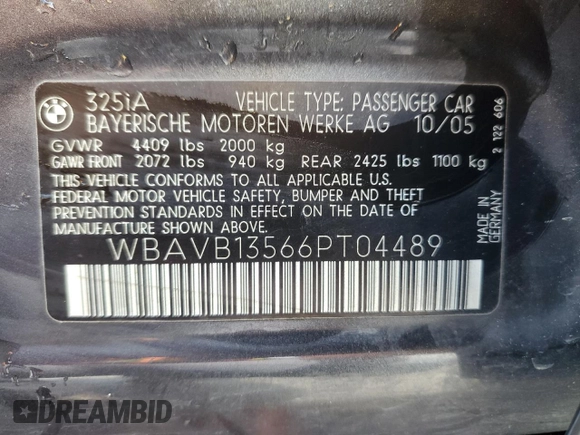 325iA VEHICLE TYPE: PASSENGER CAR
BAYERISCHE MOTOREN WERKE AG 10/05
GVWR 4409 lbs 2000 kg
GAWR FRONT 2072 lbs 940 kg REAR 2425 lbs 1100 kg
THIS VEHICLE CONFORMS TO ALL APPLICABLE U.S.
FEDERAL MOTOR VEHICLE SAFETY, BUMPER AND THEFT
PREVENTION STANDARDS IN EFFECT ON THE DATE OF
MANUFACTURE SHOWN ABOVE.
WBAVB13566PT04489
2 122 606
MADE IN
GERMANY
BMW
DREAMBID